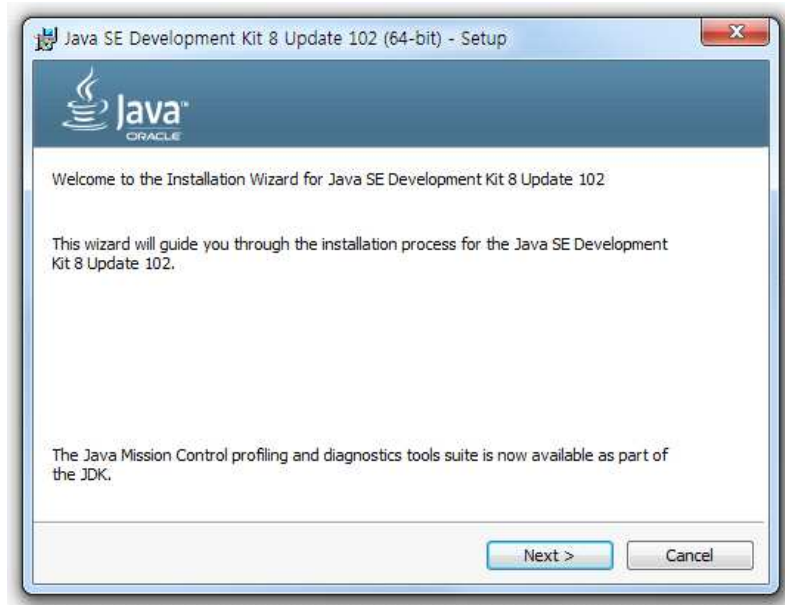 Java SE Development Kit 8 Update 102 (64-bit) - Setup
Java™
ORACLE
Welcome to the Installation Wizard for Java SE Development Kit 8 Update 102
This wizard will guide you through the installation process for the Java SE Development
Kit 8 Update 102.
The Java Mission Control profiling and diagnostics tools suite is now available as part of
the JDK.
Next >
Cancel